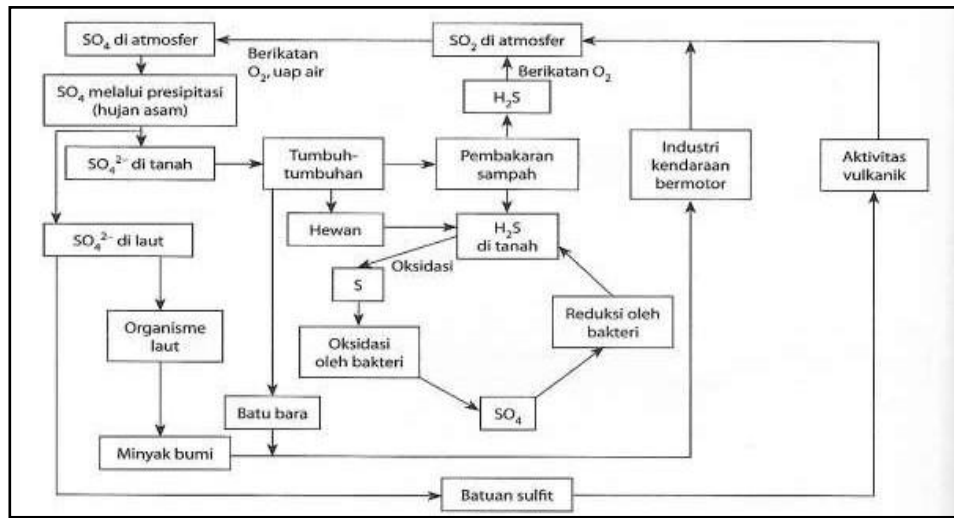 SO₄ di atmosfer
SO₂ di atmosfer
Berikatan
O₂, uap air
Berikatan O₂
SO₄ melalui presipitasi
(hujan asam)
H₂S
SO₄²⁻ di tanah
Tumbuh-
tumbuhan
Pembakaran
sampah
Industri
kendaraan
bermotor
Aktivitas
vulkanik
Hewan
H₂S
di tanah
SO₄²⁻ di laut
Oksidasi
S
Organisme
laut
Oksidasi
oleh bakteri
Reduksi oleh
bakteri
Batu bara
SO₄
Minyak bumi
Batuan sulfit